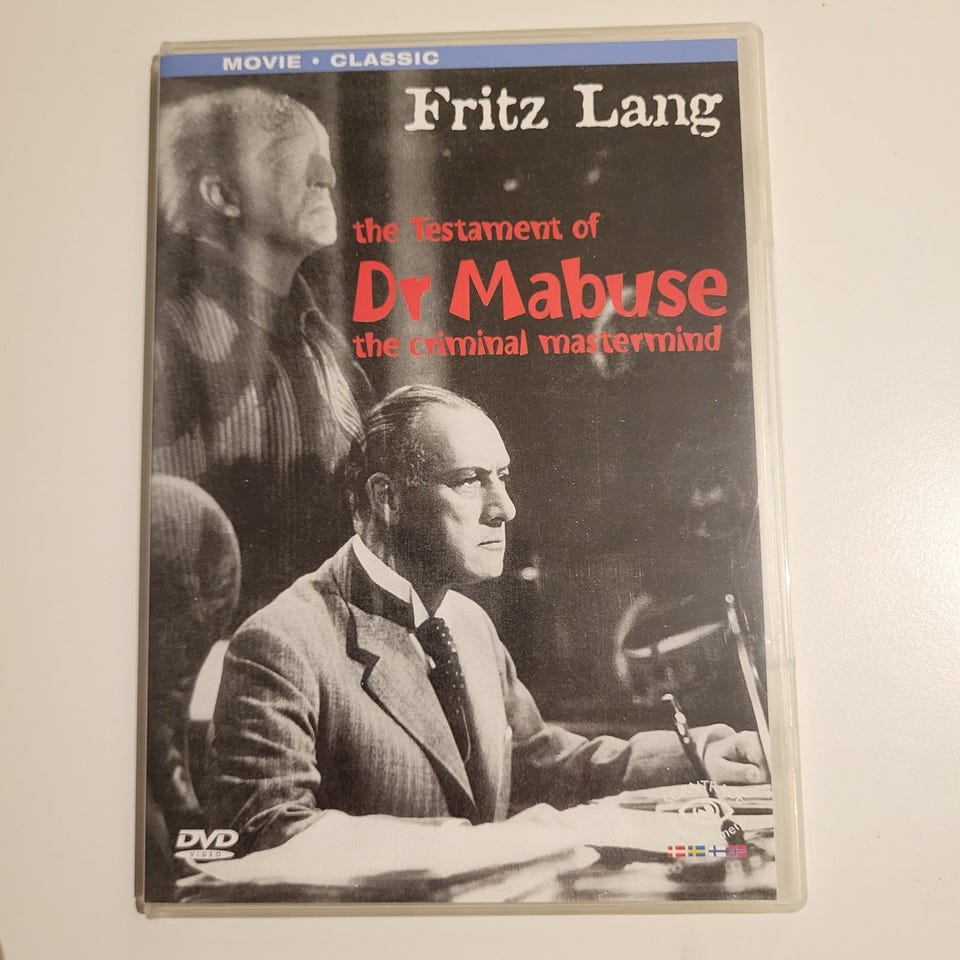 MOVIE • CLASSIC
Fritz Lang
the Testament of
Dr Mabuse
the criminal mastermind
DVD
VIDEO